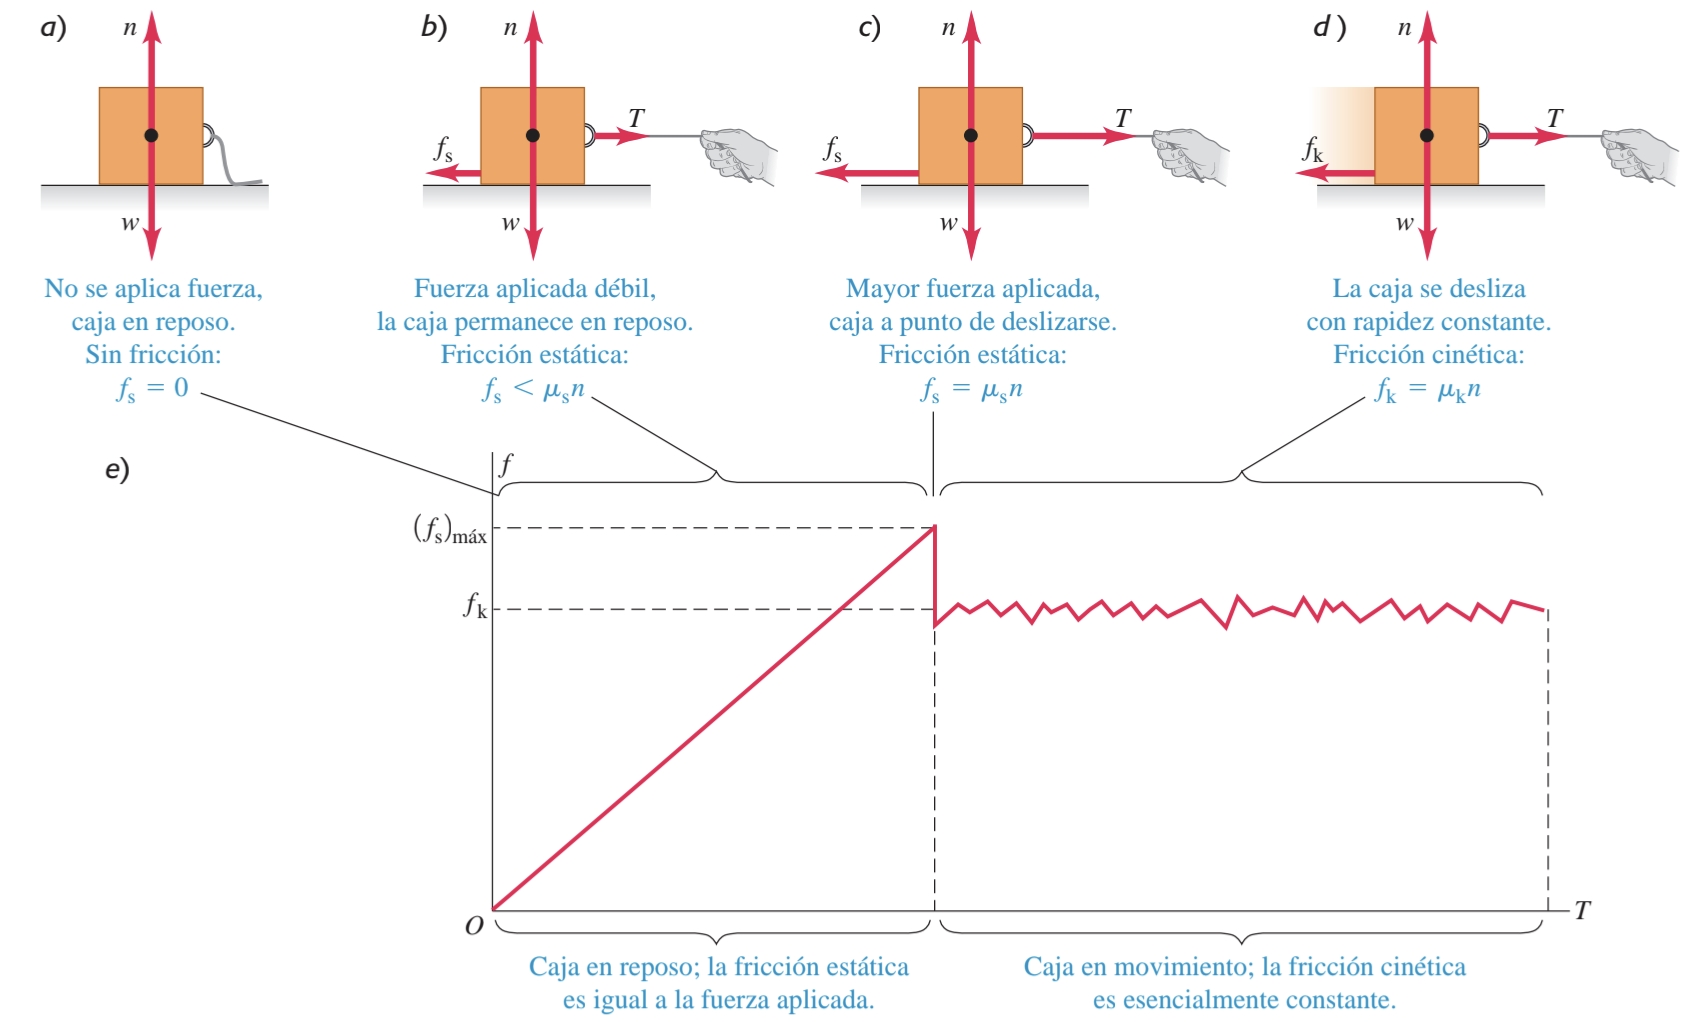 a)
n
w
No se aplica fuerza,
caja en reposo.
Sin fricción:
fs = 0
b)
n
T
fs
w
Fuerza aplicada débil,
la caja permanece en reposo.
Fricción estática:
fs < μsn
c)
n
T
fs
w
Mayor fuerza aplicada,
caja a punto de deslizarse.
Fricción estática:
fs = μsn
d )
n
T
fk
w
La caja se desliza
con rapidez constante.
Fricción cinética:
fk = μkn
e)
f
(fs)máx
fk
O
T
Caja en reposo; la fricción estática
es igual a la fuerza aplicada.
Caja en movimiento; la fricción cinética
es esencialmente constante.